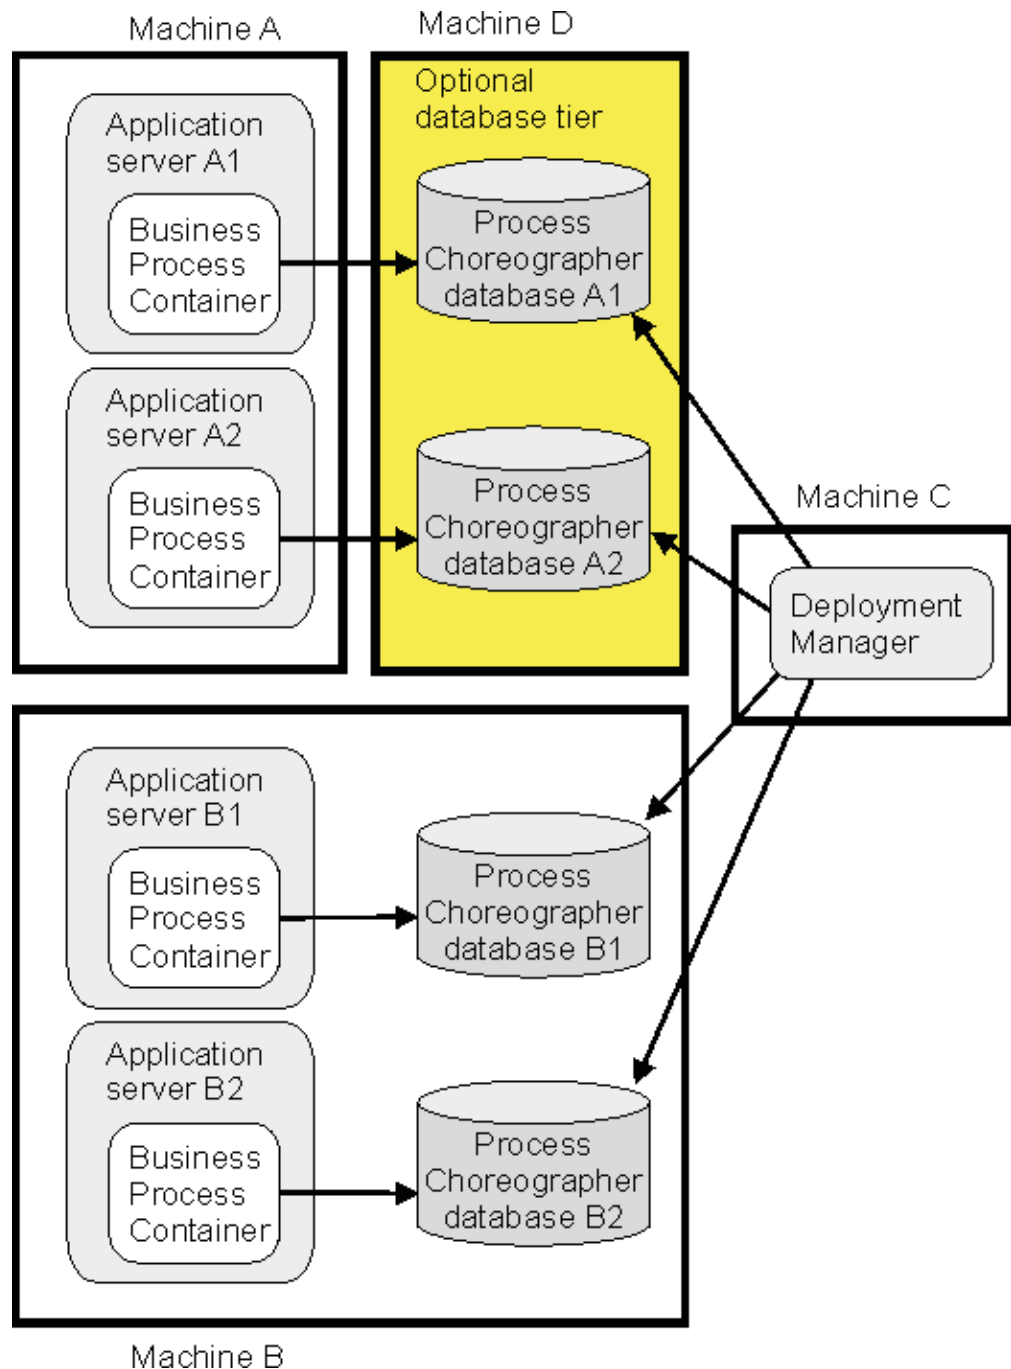 Machine A
Application
server A1
Business
Process
Container
Application
server A2
Business
Process
Container
Machine D
Optional
database tier
Process
Choreographer
database A1
Process
Choreographer
database A2
Machine C
Deployment
Manager
Application
server B1
Business
Process
Container
Process
Choreographer
database B1
Application
server B2
Business
Process
Container
Process
Choreographer
database B2
Machine B